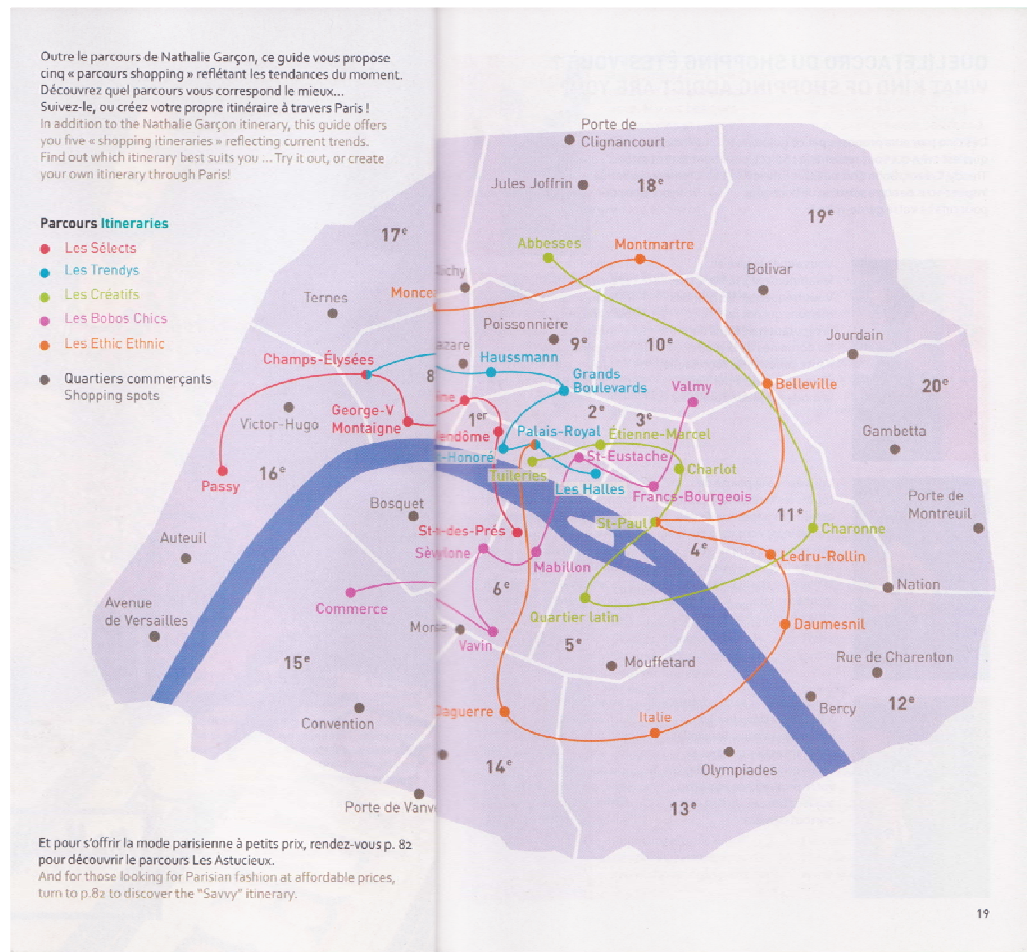 Outre le parcours de Nathalie Garçon, ce guide vous propose
cinq « parcours shopping » reflétant les tendances du moment.
Découvrez quel parcours vous correspond le mieux...
Suivez-le, ou créez votre propre itinéraire à travers Paris !
In addition to the Nathalie Garçon itinerary, this guide offers
you five « shopping itineraries » reflecting current trends.
Find out which itinerary best suits you ... Try it out, or create
your own itinerary through Paris!
Parcours Itineraries
Les Sélects
Les Trendys
Les Créatifs
Les Bobos Chics
Les Ethic Ethnic
Quartiers commerçants
Shopping spots
Porte de
Clignancourt
Jules Joffrin
18e
19e
17e
Abbesses
Montmartre
Bolivar
Ternes
Poissonnière
9e
10e
Jourdain
Champs-Élysées
Haussmann
8
Grands
Boulevards
Valmy
Belleville
20e
George-V
Montaigne
Victor-Hugo
1er
2e
3e
Palais-Royal
Étienne-Marcel
Gambetta
16e
Passy
St-Eustache
Tuileries
Charlot
Les Halles
Francs-Bourgeois
Porte de
Montreuil
Bosquet
St-Paul
11e
Charonne
Auteuil
Mabillon
4e
Ledru-Rollin
6e
Nation
Commerce
Avenue
de Versailles
Quartier latin
Daumesnil
Vavin
5e
15e
Mouffetard
Rue de Charenton
Bercy
12e
Convention
Daguerre
Italie
14e
Olympiades
Porte de Vanv
13e
Et pour s'offrir la mode parisienne à petits prix, rendez-vous p. 82
pour découvrir le parcours Les Astucieux.
And for those looking for Parisian fashion at affordable prices,
turn to p.82 to discover the "Savvy" itinerary.
19